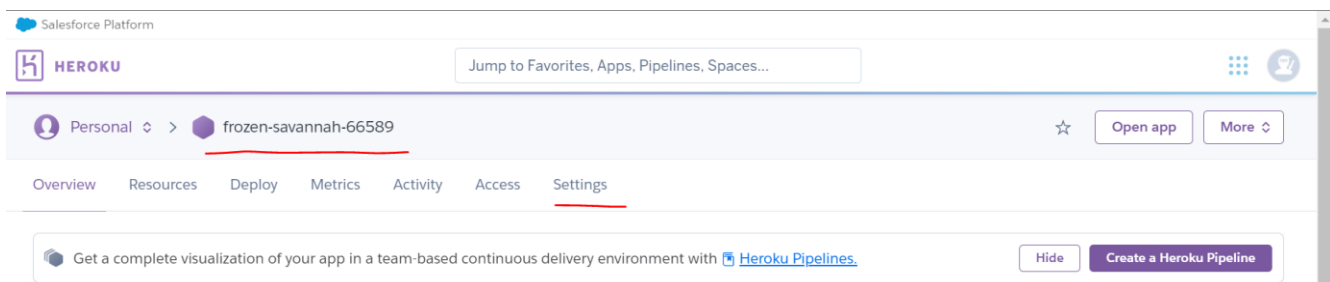 Salesforce Platform
HEROKU
Jump to Favorites, Apps, Pipelines, Spaces...
Personal > frozen-savannah-66589
Open app
More
Overview Resources Deploy Metrics Activity Access Settings
Get a complete visualization of your app in a team-based continuous delivery environment with Heroku Pipelines.
Hide
Create a Heroku Pipeline